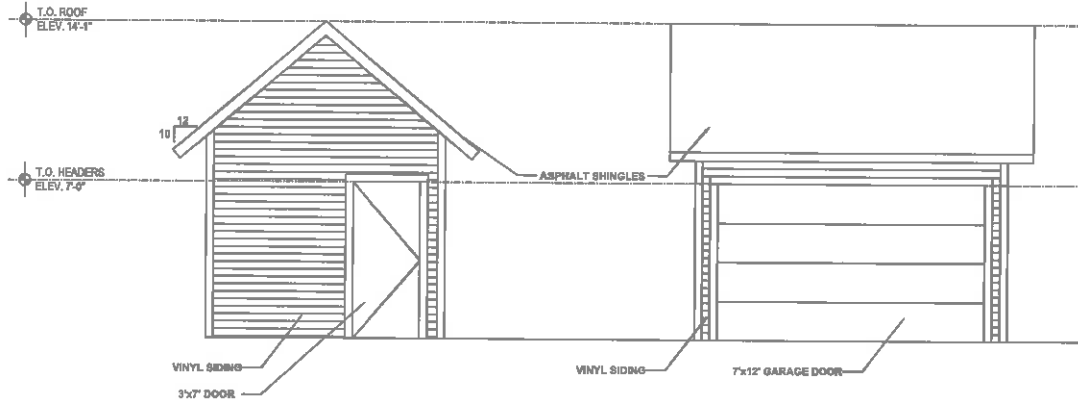 T.O. ROOF
ELEV. 14'-1"
12
10
T.O. HEADERS
ELEV. 7'-0"
ASPHALT SHINGLES
VINYL SIDING
3'x7' DOOR
VINYL SIDING
7'x12' GARAGE DOOR